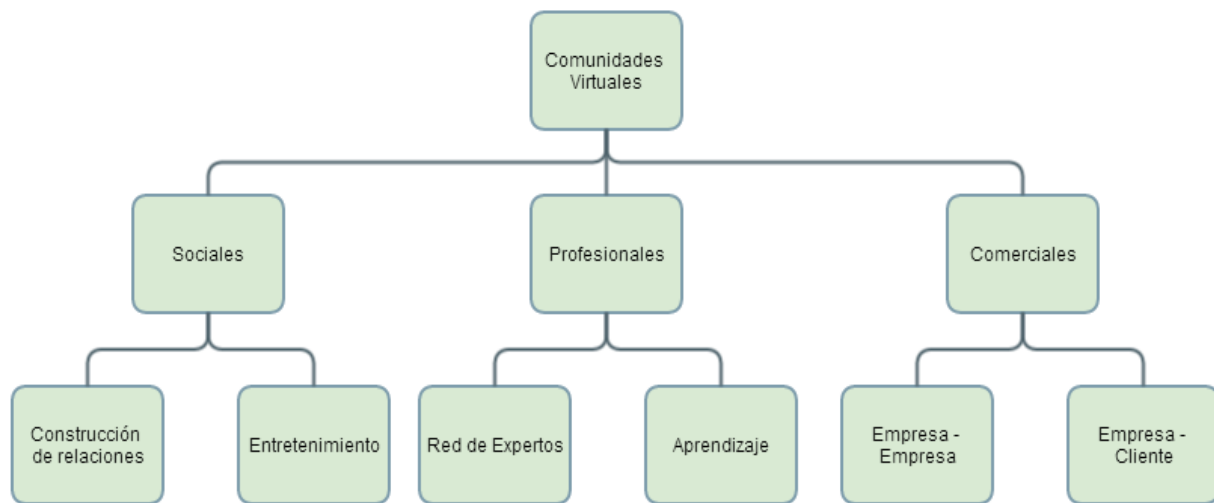 Comunidades
Virtuales
Sociales
Profesionales
Comerciales
Construcción
de relaciones
Entretenimiento
Red de Expertos
Aprendizaje
Empresa -
Empresa
Empresa -
Cliente